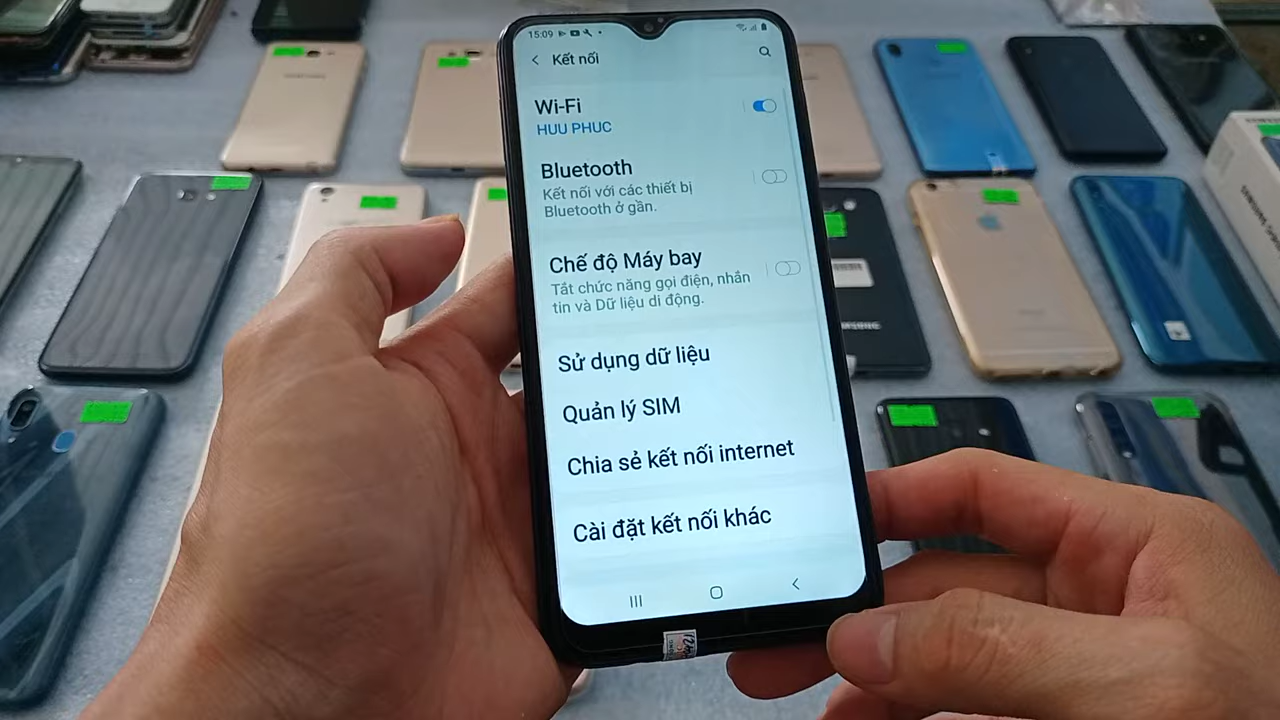 15:09
Kết nối
Wi-Fi
HUU PHUC
Bluetooth
Kết nối với các thiết bị
Bluetooth ở gần.
Chế độ Máy bay
Tắt chức năng gọi điện, nhắn
tin và Dữ liệu di động.
Sử dụng dữ liệu
Quản lý SIM
Chia sẻ kết nối internet
Cài đặt kết nối khác